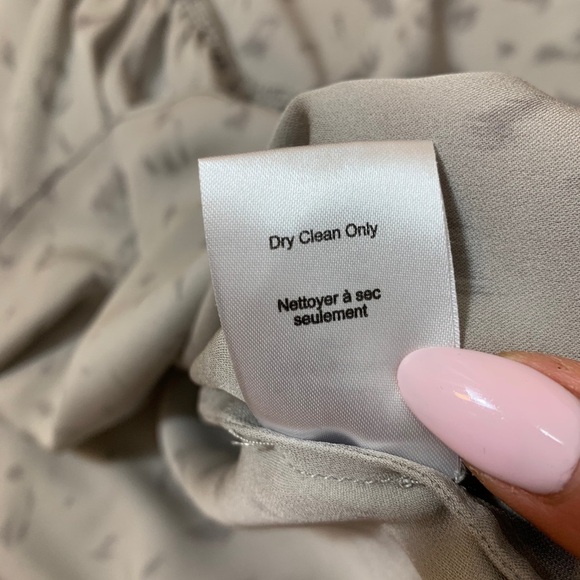 Dry Clean Only
Nettoyer à sec
seulement